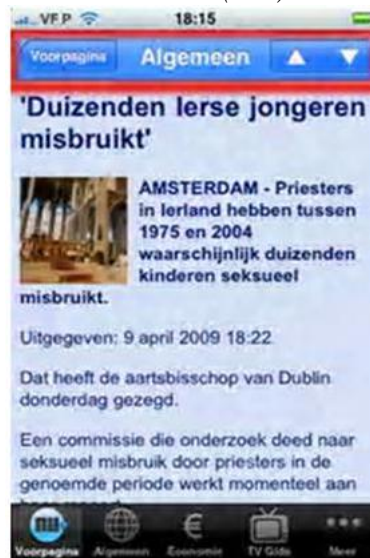 VF P 18:15
Voorpagina Algemeen
'Duizenden Ierse jongeren
misbruikt'
AMSTERDAM - Priesters
in Ierland hebben tussen
1975 en 2004
waarschijnlijk duizenden
kinderen seksueel
misbruikt.
Uitgegeven: 9 april 2009 18:22
Dat heeft de aartsbisschop van Dublin
donderdag gezegd.
Een commissie die onderzoek deed naar
seksueel misbruik door priesters in de
genoemde periode werkt momenteel aan
nu
Voorpagina Algemeen Economie TV Gids Meer